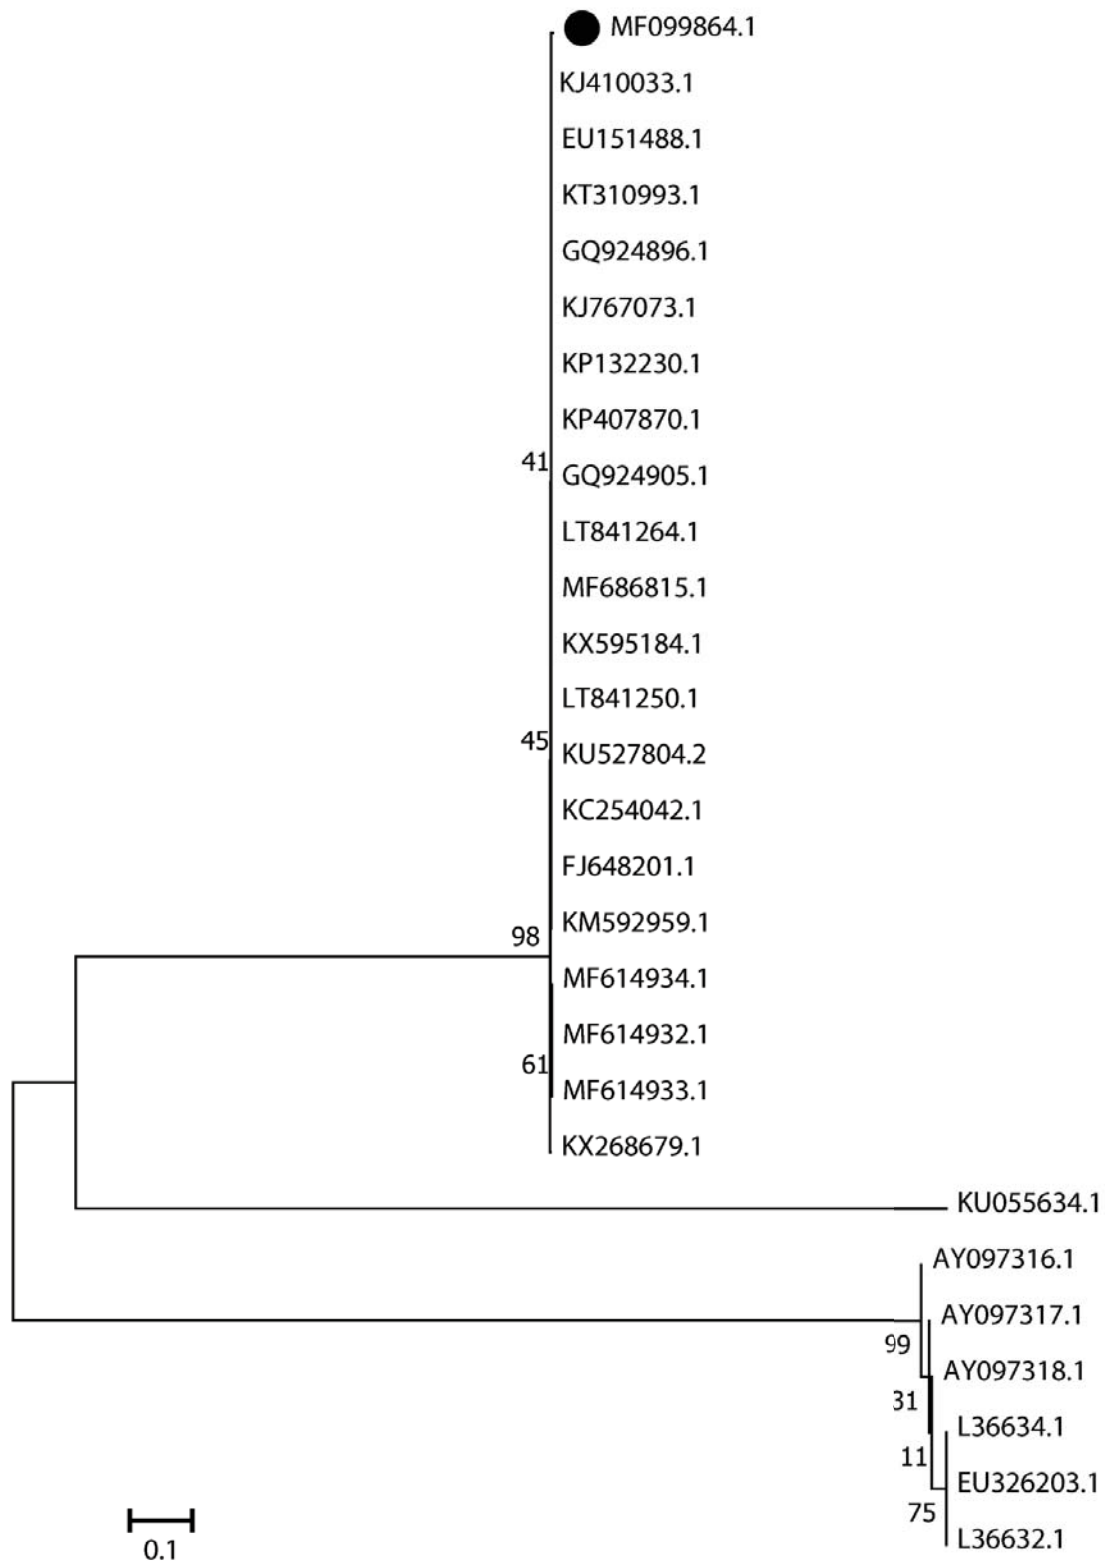 MF099864.1
KJ410033.1
EU151488.1
KT310993.1
GQ924896.1
KJ767073.1
KP132230.1
KP407870.1
41
GQ924905.1
LT841264.1
MF686815.1
KX595184.1
LT841250.1
45
KU527804.2
KC254042.1
FJ648201.1
KM592959.1
98
MF614934.1
MF614932.1
61
MF614933.1
KX268679.1
KU055634.1
AY097316.1
AY097317.1
99
AY097318.1
31
L36634.1
11
EU326203.1
75
L36632.1
0.1